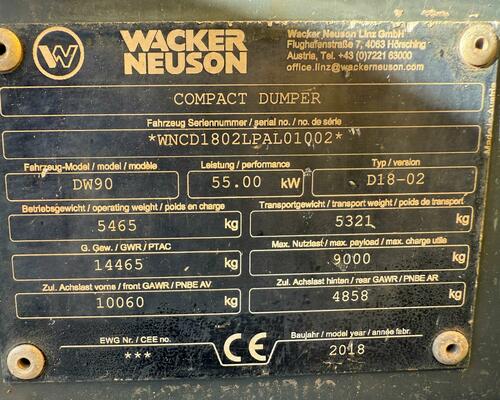 WACKER
NEUSON
Wacker Neuson Linz GmbH
Flughafenstraße 7, 4063 Hörsching
Austria, Tel. +43 (0)7221 63000
office.linz@wackerneuson.com
COMPACT DUMPER
Fahrzeug Seriennummer / serial no. / no. de série
*WNCD1802LPAL01002*
Fahrzeug-Model / model / modèle
Leistung / performance
Typ / version
DW90
55.00 kW
D18-02
Betriebsgewicht / operating weight / poids en charge
Transportgewicht / transport weight / poids de transport
5465 kg
5321 kg
G. Gew. / GWR / PTAC
Max. Nutzlast / max. payload / max. charge utile
14465 kg
9000 kg
Zul. Achslast vorne / front GAWR / PNBE AV
Zul. Achslast hinten / rear GAWR / PNBE AR
10060 kg
4858 kg
EWG Nr. / CEE no.
***
CE
Baujahr / model year / année fabr.
2018